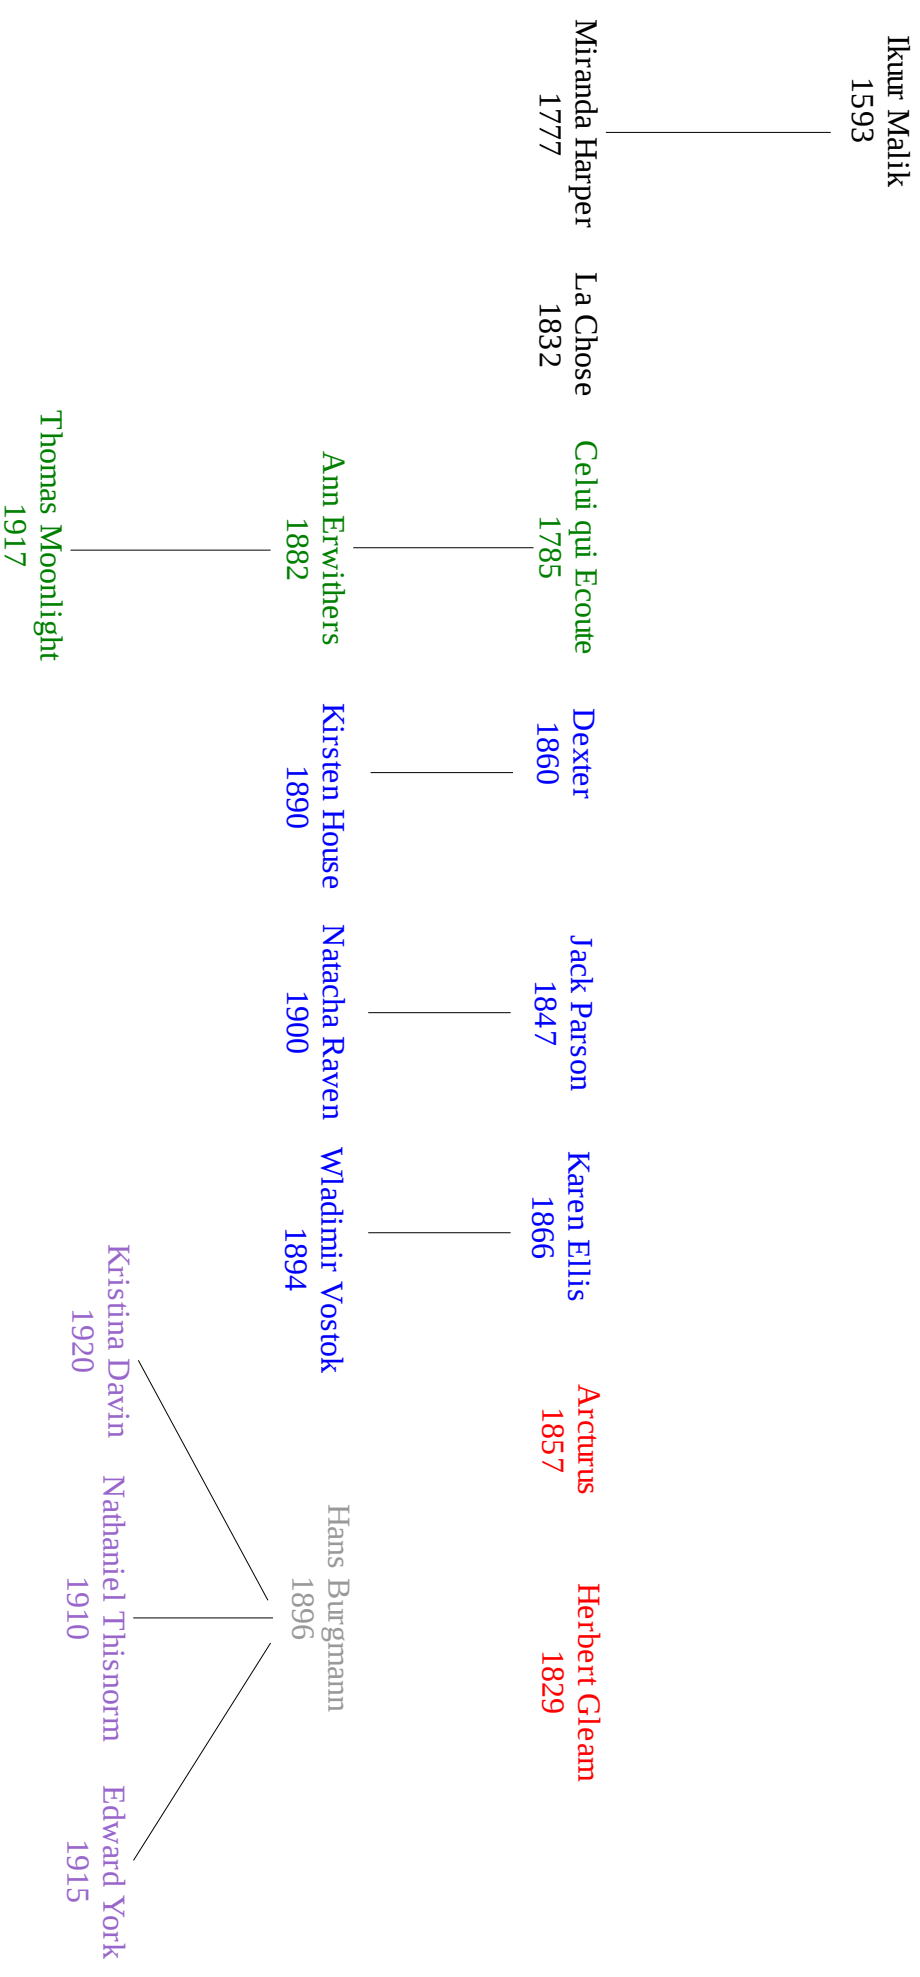 Ikuur Malik
1593
Miranda Harper
1777
La Chose
1832
Celui qui Ecoute
1785
Dexter
1860
Jack Parson
1847
Karen Ellis
1866
Arcturus
1857
Herbert Gleam
1829
Ann Erwithers
1882
Kirsten House
1890
Natacha Raven
1900
Wladimir Vostok
1894
Hans Burgmann
1896
Thomas Moonlight
1917
Kristina Davin
1920
Nathaniel Thisnorm
1910
Edward York
1915